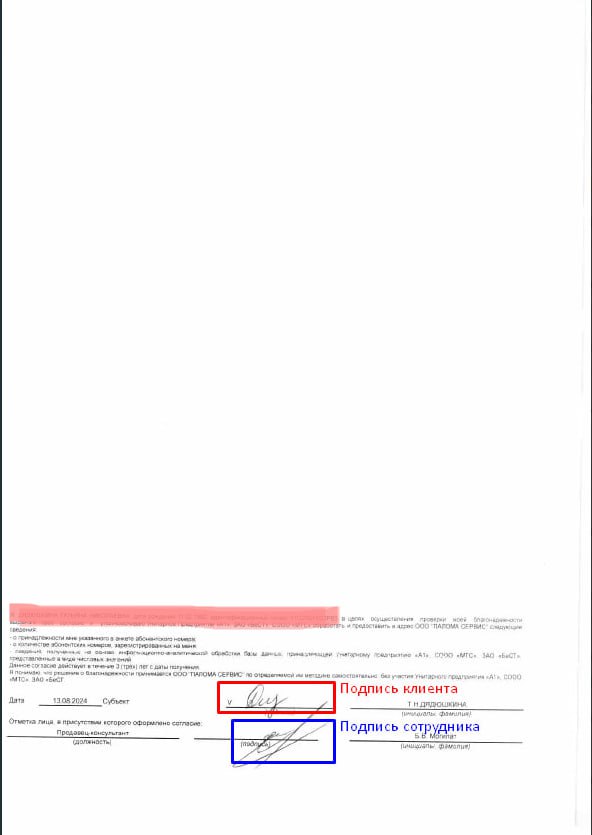 в целях осуществления проверки моей благонадежности
и предоставить в адрес ООО "ПАЛОМА СЕРВИС" следующие
сведения:
- о принадлежности мне указанного в анкете абонентского номера;
- о количестве абонентских номеров, зарегистрированных на меня
- сведения, полученные на основе информационно-аналитической обработки базы данных, принадлежащей Унитарному предприятию «А1», СООО «МТС», ЗАО «БеСТ»,
представленные в виде числовых значений.
Данное согласие действует в течение 3 (трех) лет с даты получения.
Я понимаю, что решение о благонадежности принимается ООО "ПАЛОМА СЕРВИС" по определяемой им методике самостоятельно, без участия Унитарного предприятия «А1», СООО
«МТС», ЗАО «БеСТ»
Подпись клиента
Дата 13.08.2024 Субъект v Т.Н.ДЯДЮШКИНА
(инициалы, фамилия)
Отметка лица, в присутствии которого оформлено согласие:
Подпись сотрудника
Продавец-консультант Б.В.
(должность) (подпись) (инициалы, фамилия)